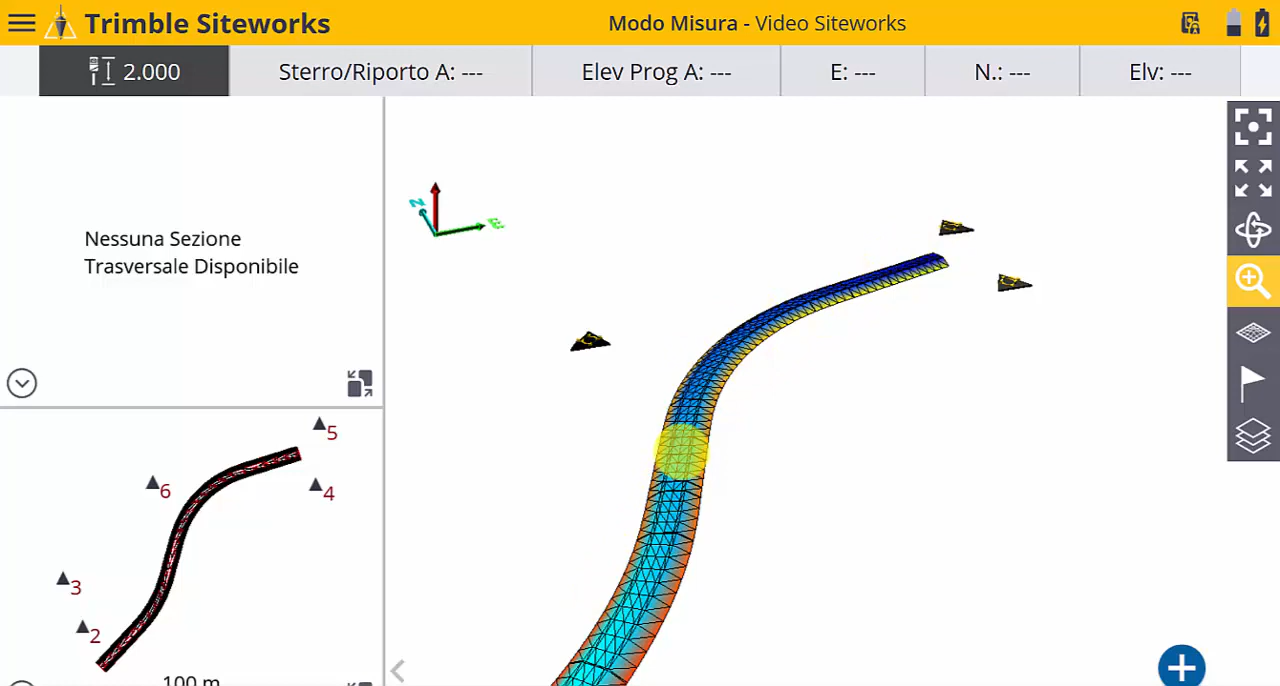 Trimble Siteworks
Modo Misura - Video Siteworks
2.000
Sterro/Riporto A: ---
Elev Prog A: ---
E: ---
N.: ---
Elv: ---
Nessuna Sezione
Trasversale Disponibile
N
E
5
6
4
3
2
100 m